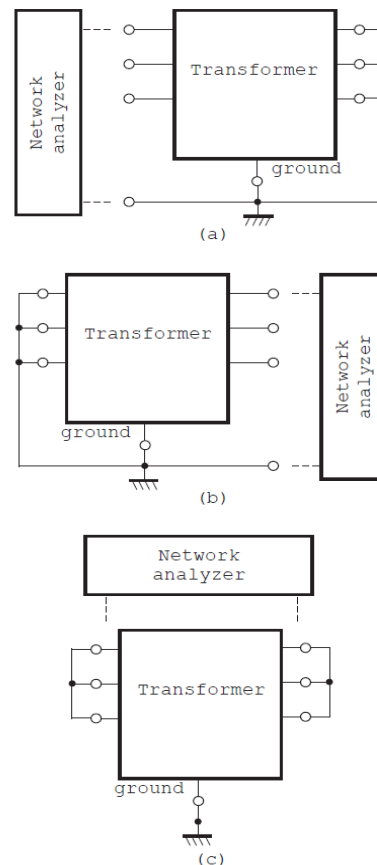 Network
analyzer
Transformer
ground
(a)
Transformer
ground
Network
analyzer
(b)
Network
analyzer
Transformer
ground
(c)